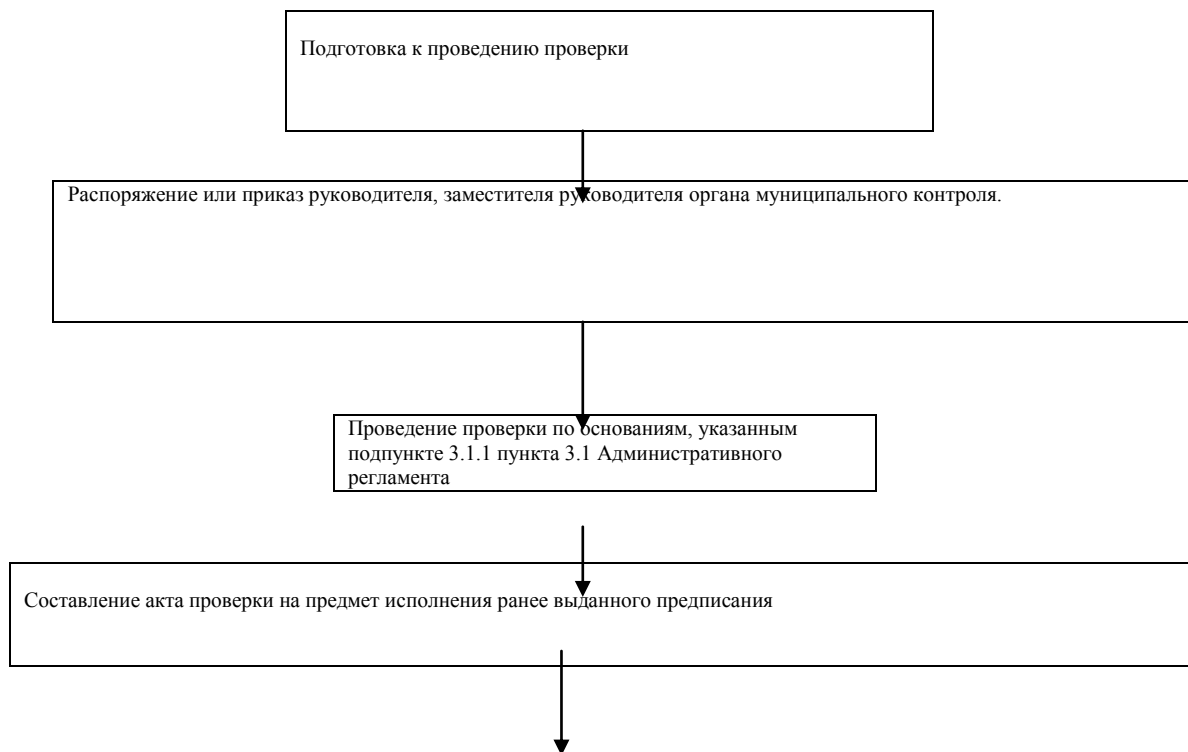 Подготовка к проведению проверки
Распоряжение или приказ руководителя, заместителя руководителя органа муниципального контроля.
Проведение проверки по основаниям, указанным
подпункте 3.1.1 пункта 3.1 Административного
регламента
Составление акта проверки на предмет исполнения ранее выданного предписания